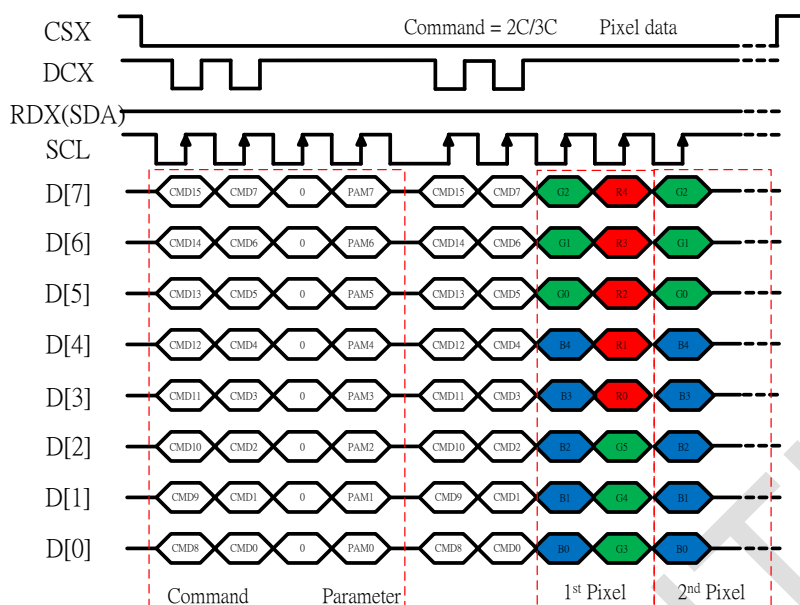 CSX Command = 2C/3C Pixel data
DCX
RDX(SDA)
SCL
D[7] CMD15 CMD7 0 PAM7 CMD15 CMD7 G2 R4 G2
D[6] CMD14 CMD6 0 PAM6 CMD14 CMD6 G1 R3 G1
D[5] CMD13 CMD5 0 PAM5 CMD13 CMD5 G0 R2 G0
D[4] CMD12 CMD4 0 PAM4 CMD12 CMD4 B4 R1 B4
D[3] CMD11 CMD3 0 PAM3 CMD11 CMD3 B3 R0 B3
D[2] CMD10 CMD2 0 PAM2 CMD10 CMD2 B2 G5 B2
D[1] CMD9 CMD1 0 PAM1 CMD9 CMD1 B1 G4 B1
D[0] CMD8 CMD0 0 PAM0 CMD8 CMD0 B0 G3 B0
Command Parameter 1st Pixel 2nd Pixel